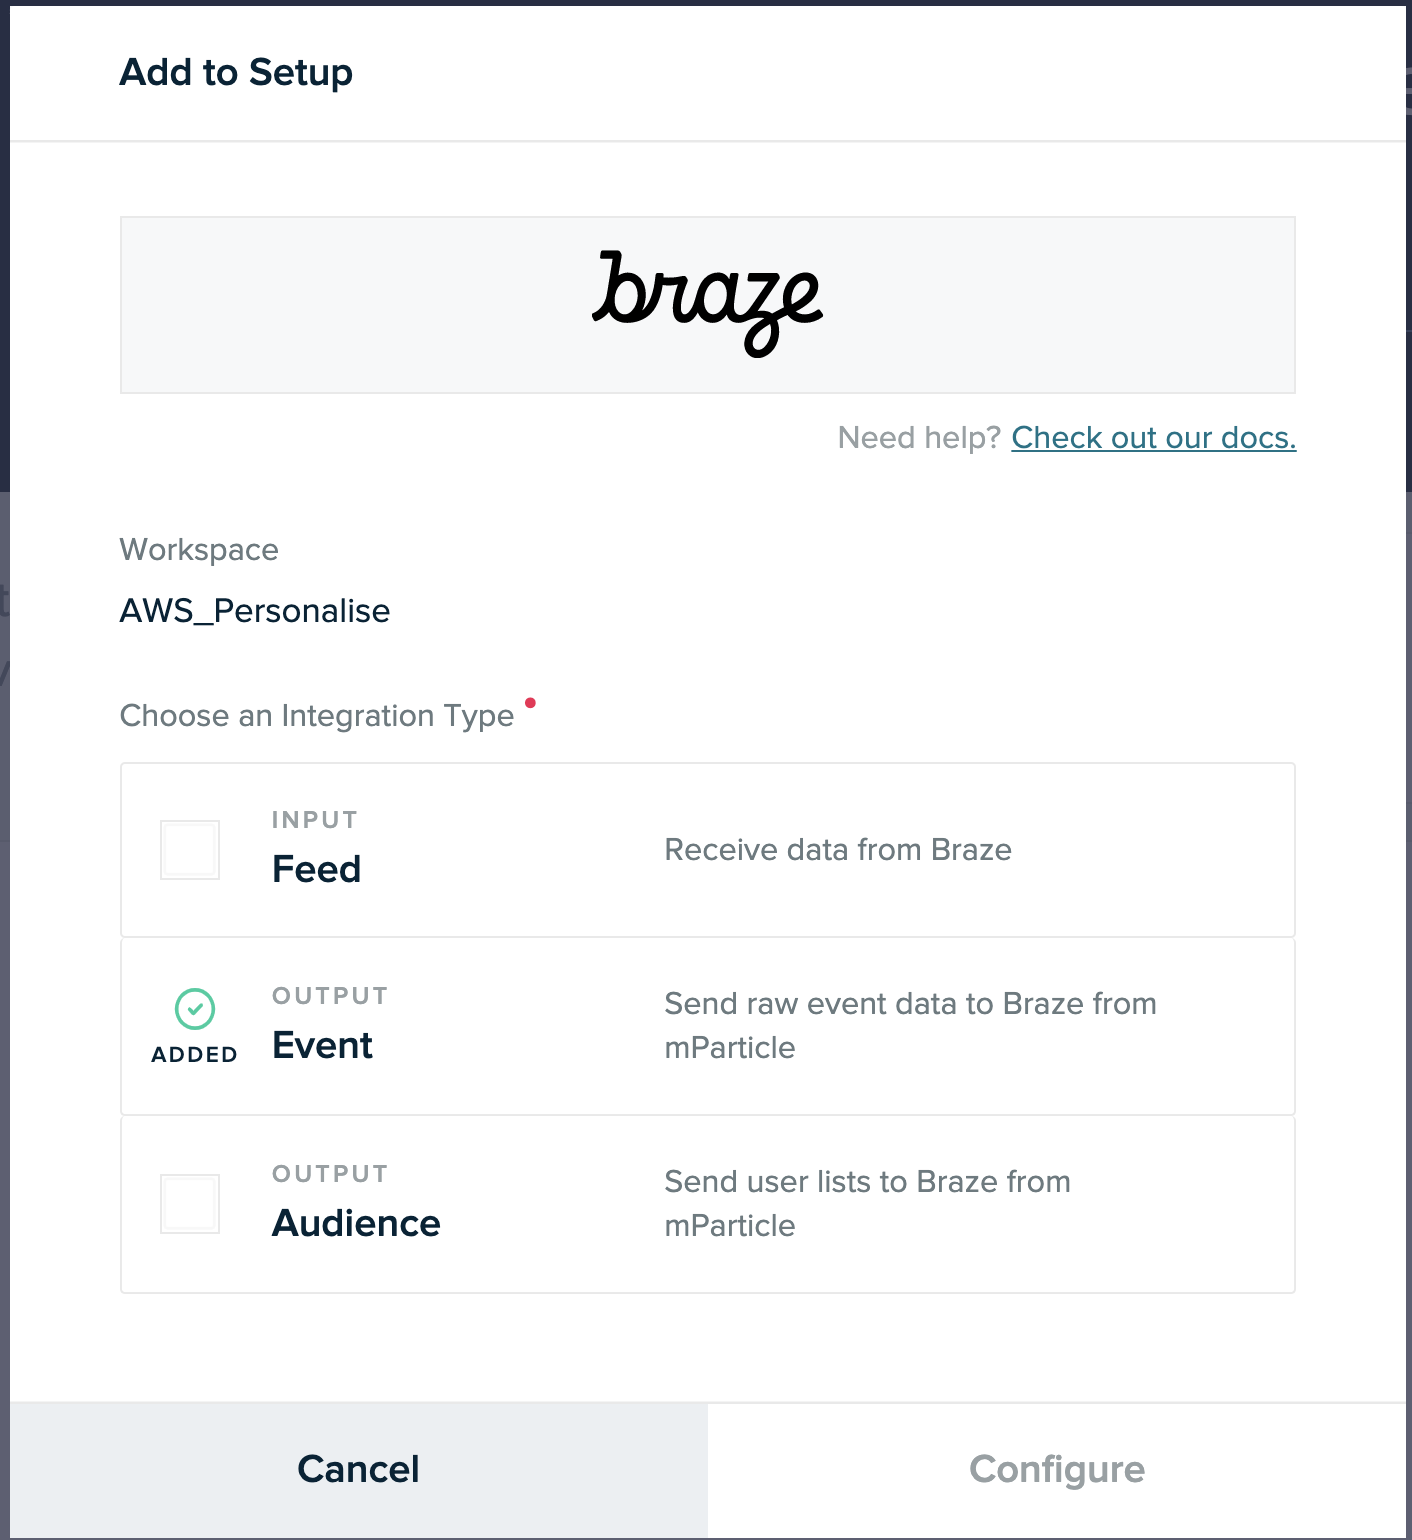 Add to Setup
braze
Need help? Check out our docs.
Workspace
AWS_Personalise
Choose an Integration Type
INPUT
Feed
Receive data from Braze
ADDED
OUTPUT
Event
Send raw event data to Braze from
mParticle
OUTPUT
Audience
Send user lists to Braze from
mParticle
Cancel
Configure